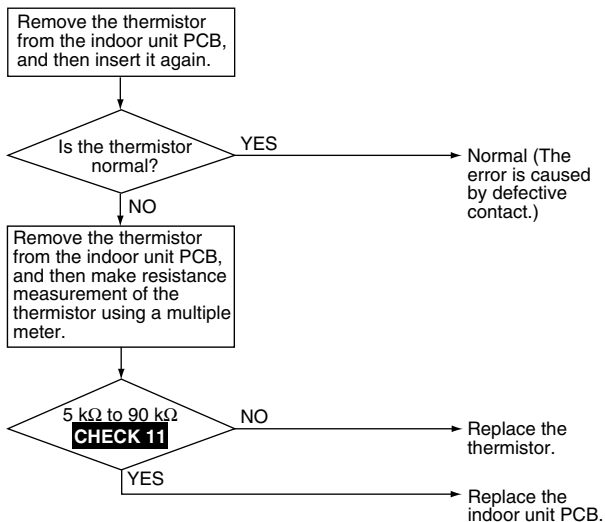 Remove the thermistor
from the indoor unit PCB,
and then insert it again.
Is the thermistor
normal?
YES
Normal (The
error is caused
by defective
contact.)
NO
Remove the thermistor
from the indoor unit PCB,
and then make resistance
measurement of the
thermistor using a multiple
meter.
5 kΩ to 90 kΩ
CHECK 11
NO
Replace the
thermistor.
YES
Replace the
indoor unit PCB.